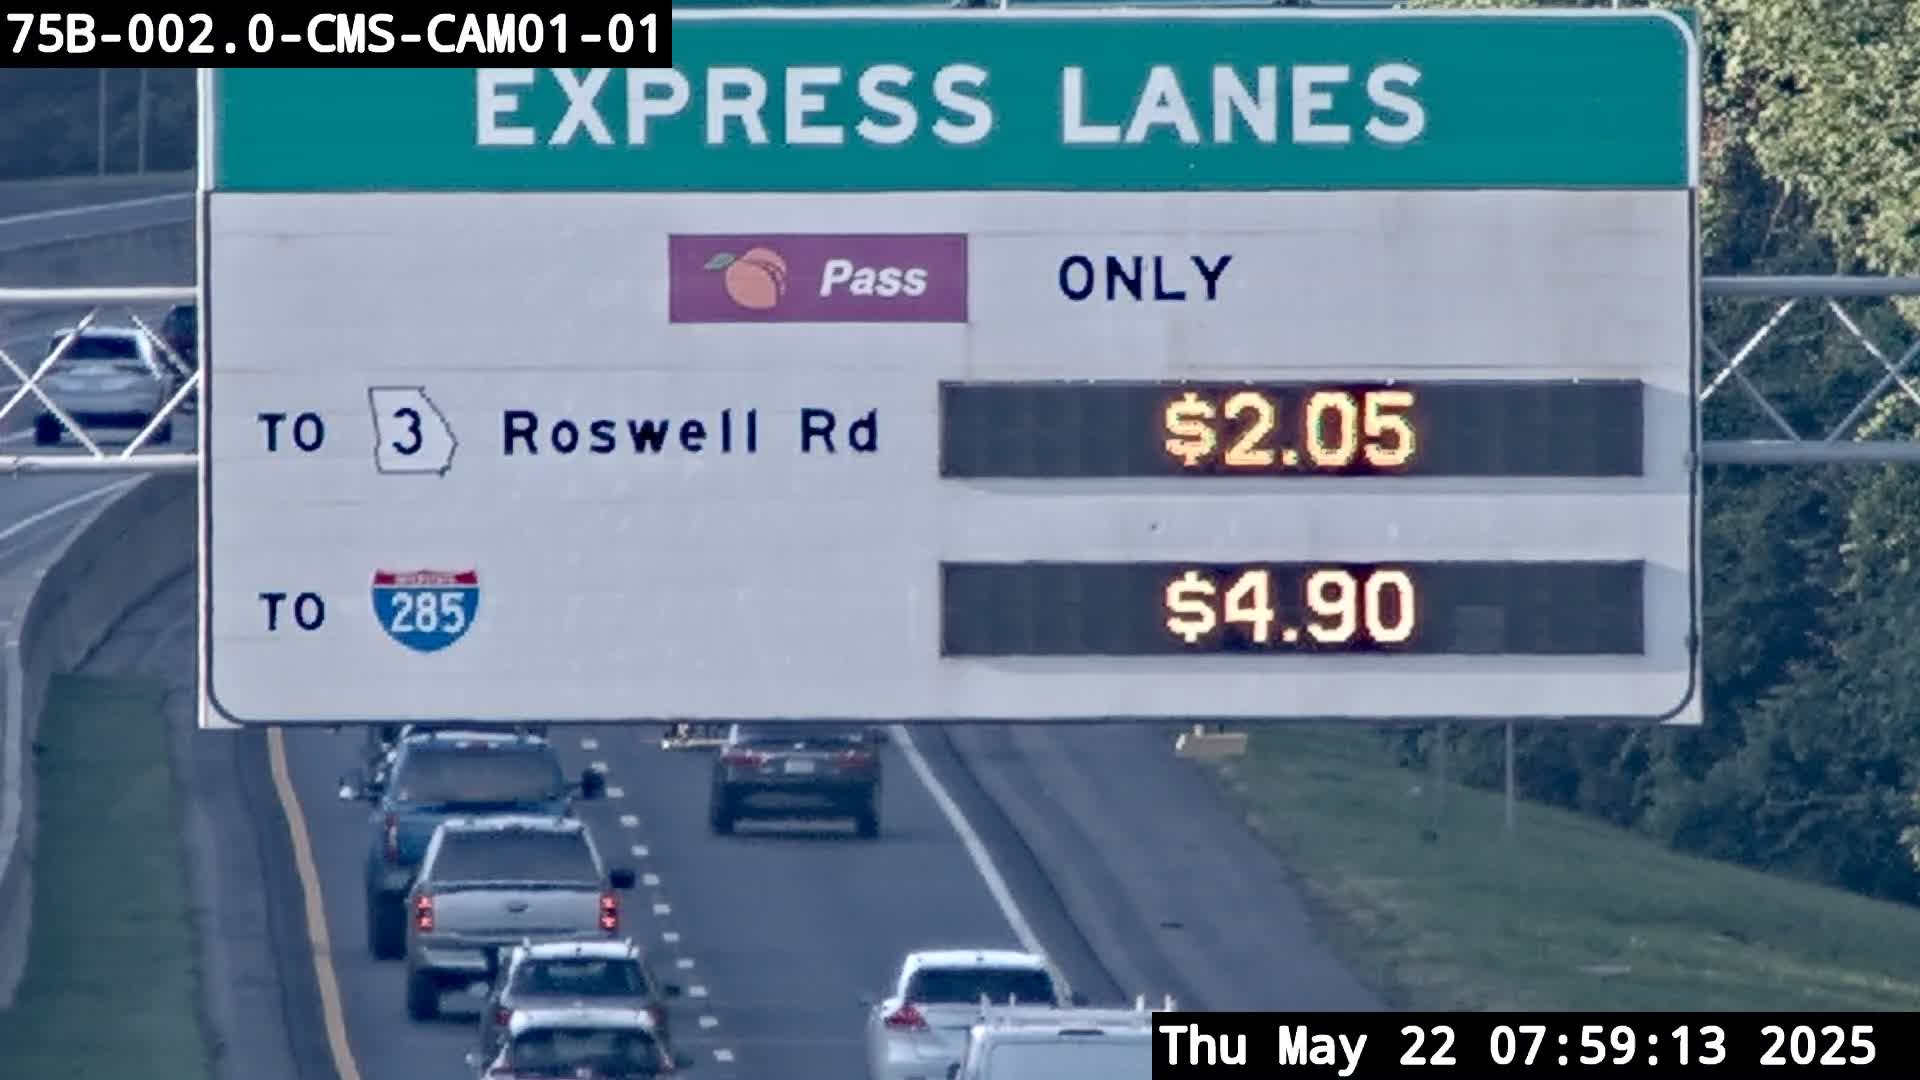 75B-002.0-CMS-CAM01-01
EXPRESS LANES
Pass ONLY
TO 3 Roswell Rd $2.05
TO 285 $4.90
Thu May 22 07:59:13 2025